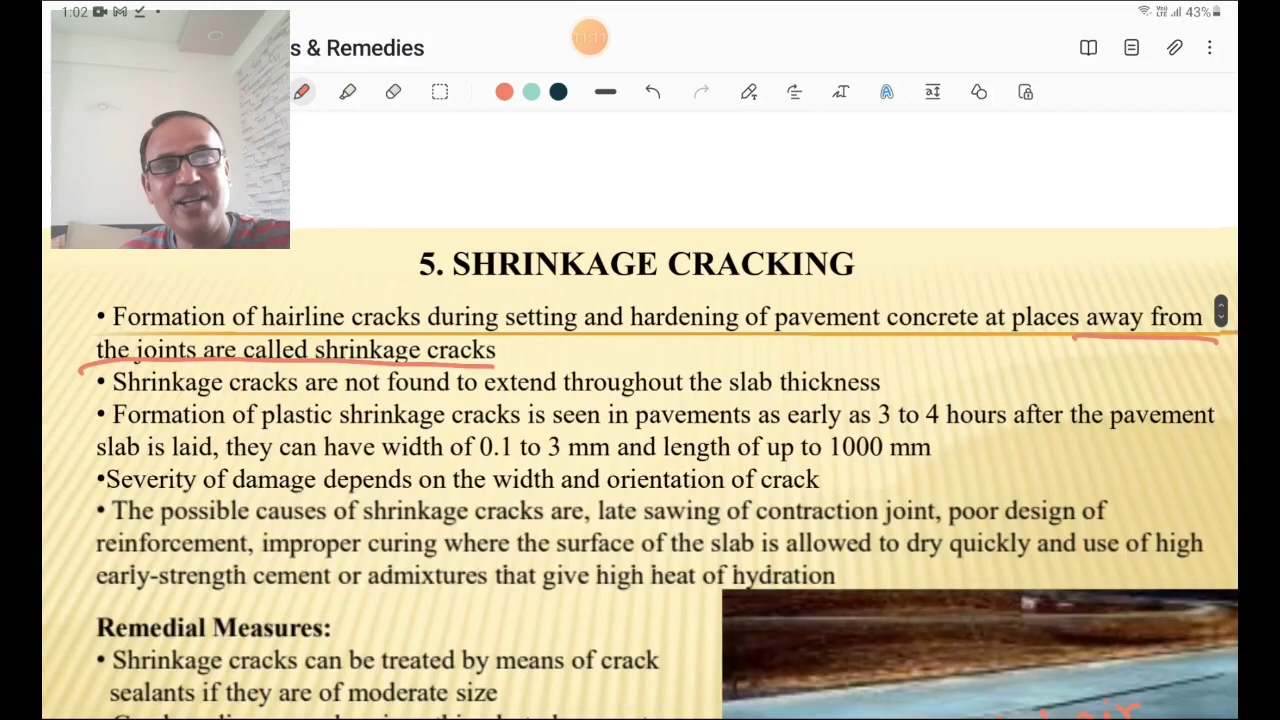 1:02
43%
s & Remedies
11:11
5. SHRINKAGE CRACKING
• Formation of hairline cracks during setting and hardening of pavement concrete at places away from
the joints are called shrinkage cracks
• Shrinkage cracks are not found to extend throughout the slab thickness
• Formation of plastic shrinkage cracks is seen in pavements as early as 3 to 4 hours after the pavement
slab is laid, they can have width of 0.1 to 3 mm and length of up to 1000 mm
•Severity of damage depends on the width and orientation of crack
• The possible causes of shrinkage cracks are, late sawing of contraction joint, poor design of
reinforcement, improper curing where the surface of the slab is allowed to dry quickly and use of high
early-strength cement or admixtures that give high heat of hydration
Remedial Measures:
• Shrinkage cracks can be treated by means of crack
sealants if they are of moderate size